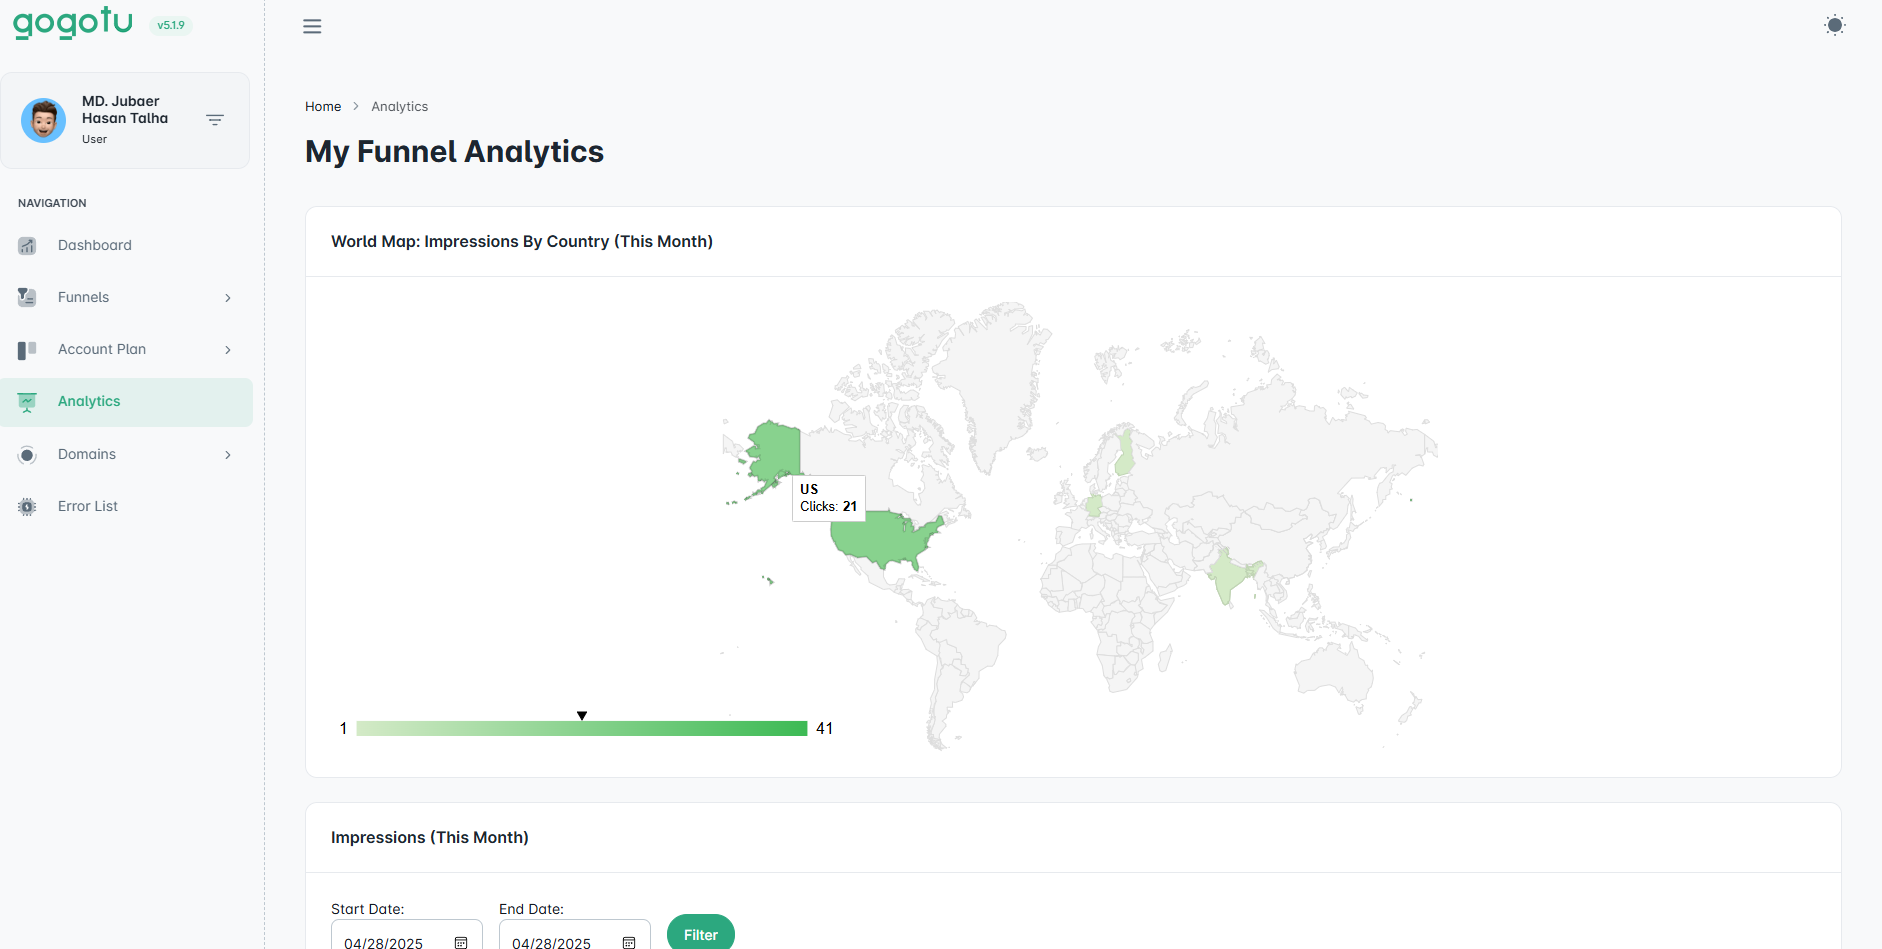 gogotu
v5.1.9
MD. Jubaer
Hasan Talha
User
NAVIGATION
Dashboard
Funnels
Account Plan
Analytics
Domains
Error List
Home
Analytics
My Funnel Analytics
World Map: Impressions By Country (This Month)
US
Clicks: 21
1
41
Impressions (This Month)
Start Date:
End Date:
04/28/2025
04/28/2025
Filter